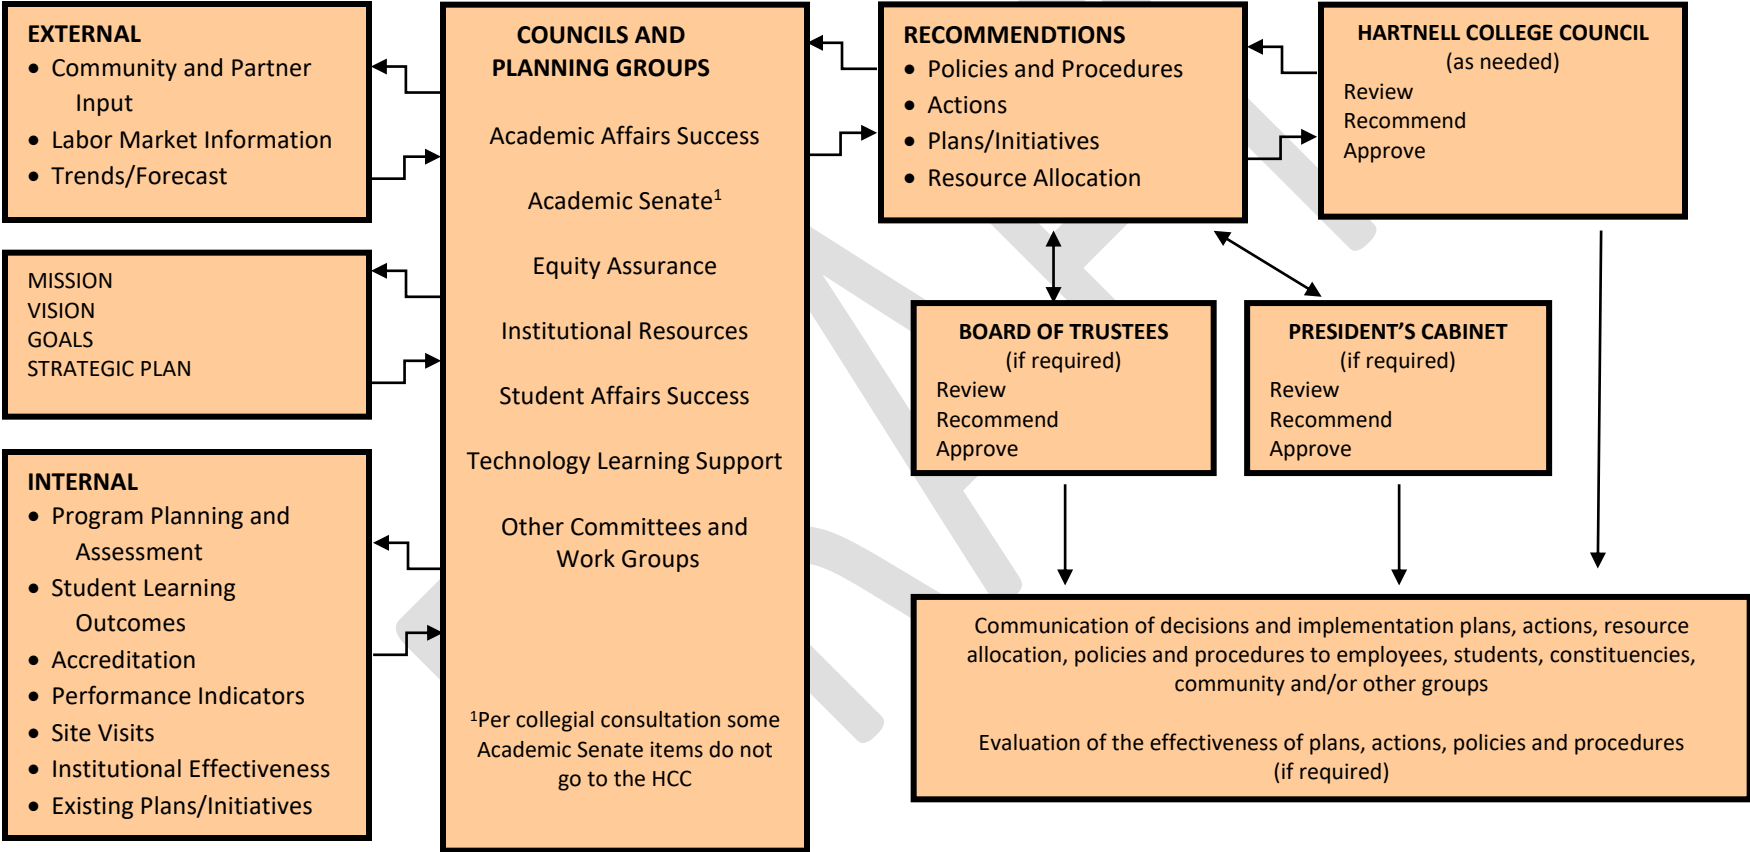 EXTERNAL
• Community and Partner
Input
• Labor Market Information
• Trends/Forecast
MISSION
VISION
GOALS
STRATEGIC PLAN
INTERNAL
• Program Planning and
Assessment
• Student Learning
Outcomes
• Accreditation
• Performance Indicators
• Site Visits
• Institutional Effectiveness
• Existing Plans/Initiatives
COUNCILS AND
PLANNING GROUPS
Academic Affairs Success
Academic Senate¹
Equity Assurance
Institutional Resources
Student Affairs Success
Technology Learning Support
Other Committees and
Work Groups
¹Per collegial consultation some
Academic Senate items do not
go to the HCC
RECOMMENDTIONS
• Policies and Procedures
• Actions
• Plans/Initiatives
• Resource Allocation
HARTNELL COLLEGE COUNCIL
(as needed)
Review
Recommend
Approve
BOARD OF TRUSTEES
(if required)
Review
Recommend
Approve
PRESIDENT’S CABINET
(if required)
Review
Recommend
Approve
Communication of decisions and implementation plans, actions, resource
allocation, policies and procedures to employees, students, constituencies,
community and/or other groups
Evaluation of the effectiveness of plans, actions, policies and procedures
(if required)